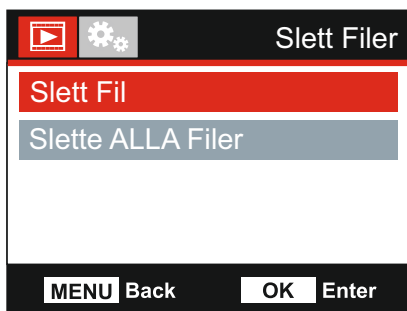 Slett Filer
Slett Fil
Slette ALLA Filer
MENU Back OK Enter